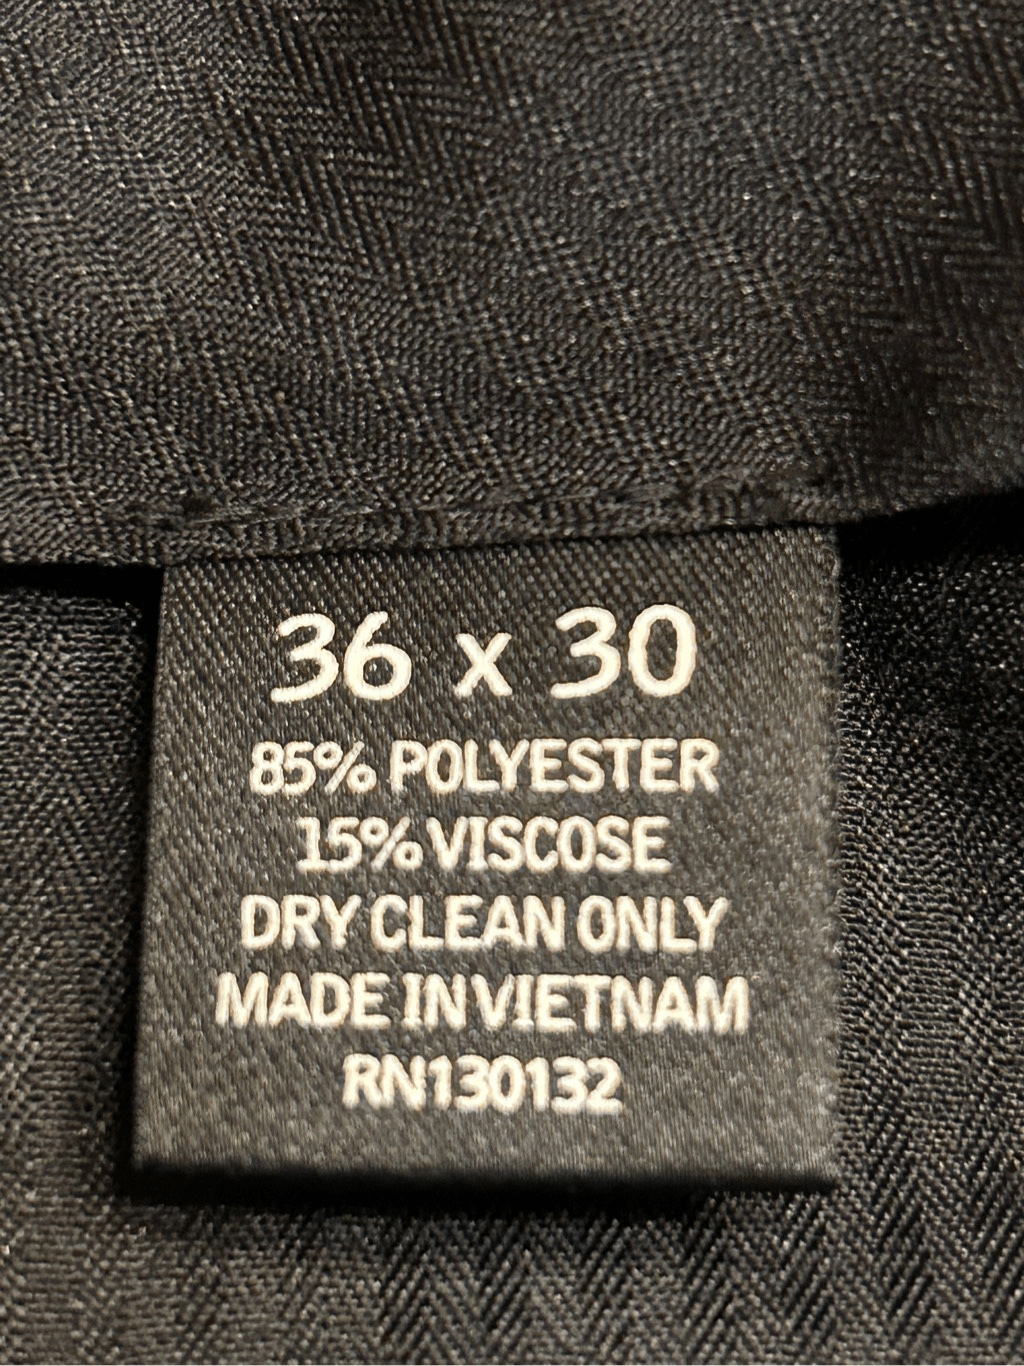 36 x 30
85% POLYESTER
15% VISCOSE
DRY CLEAN ONLY
MADE IN VIETNAM
RN130132